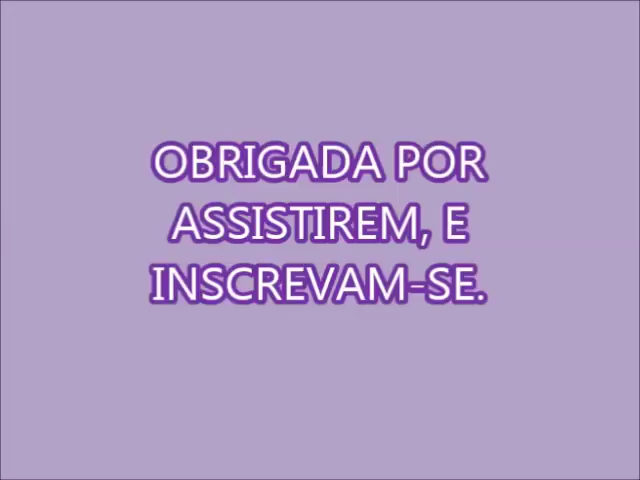 OBRIGADA POR
ASSISTIREM, E
INSCREVAM-SE.